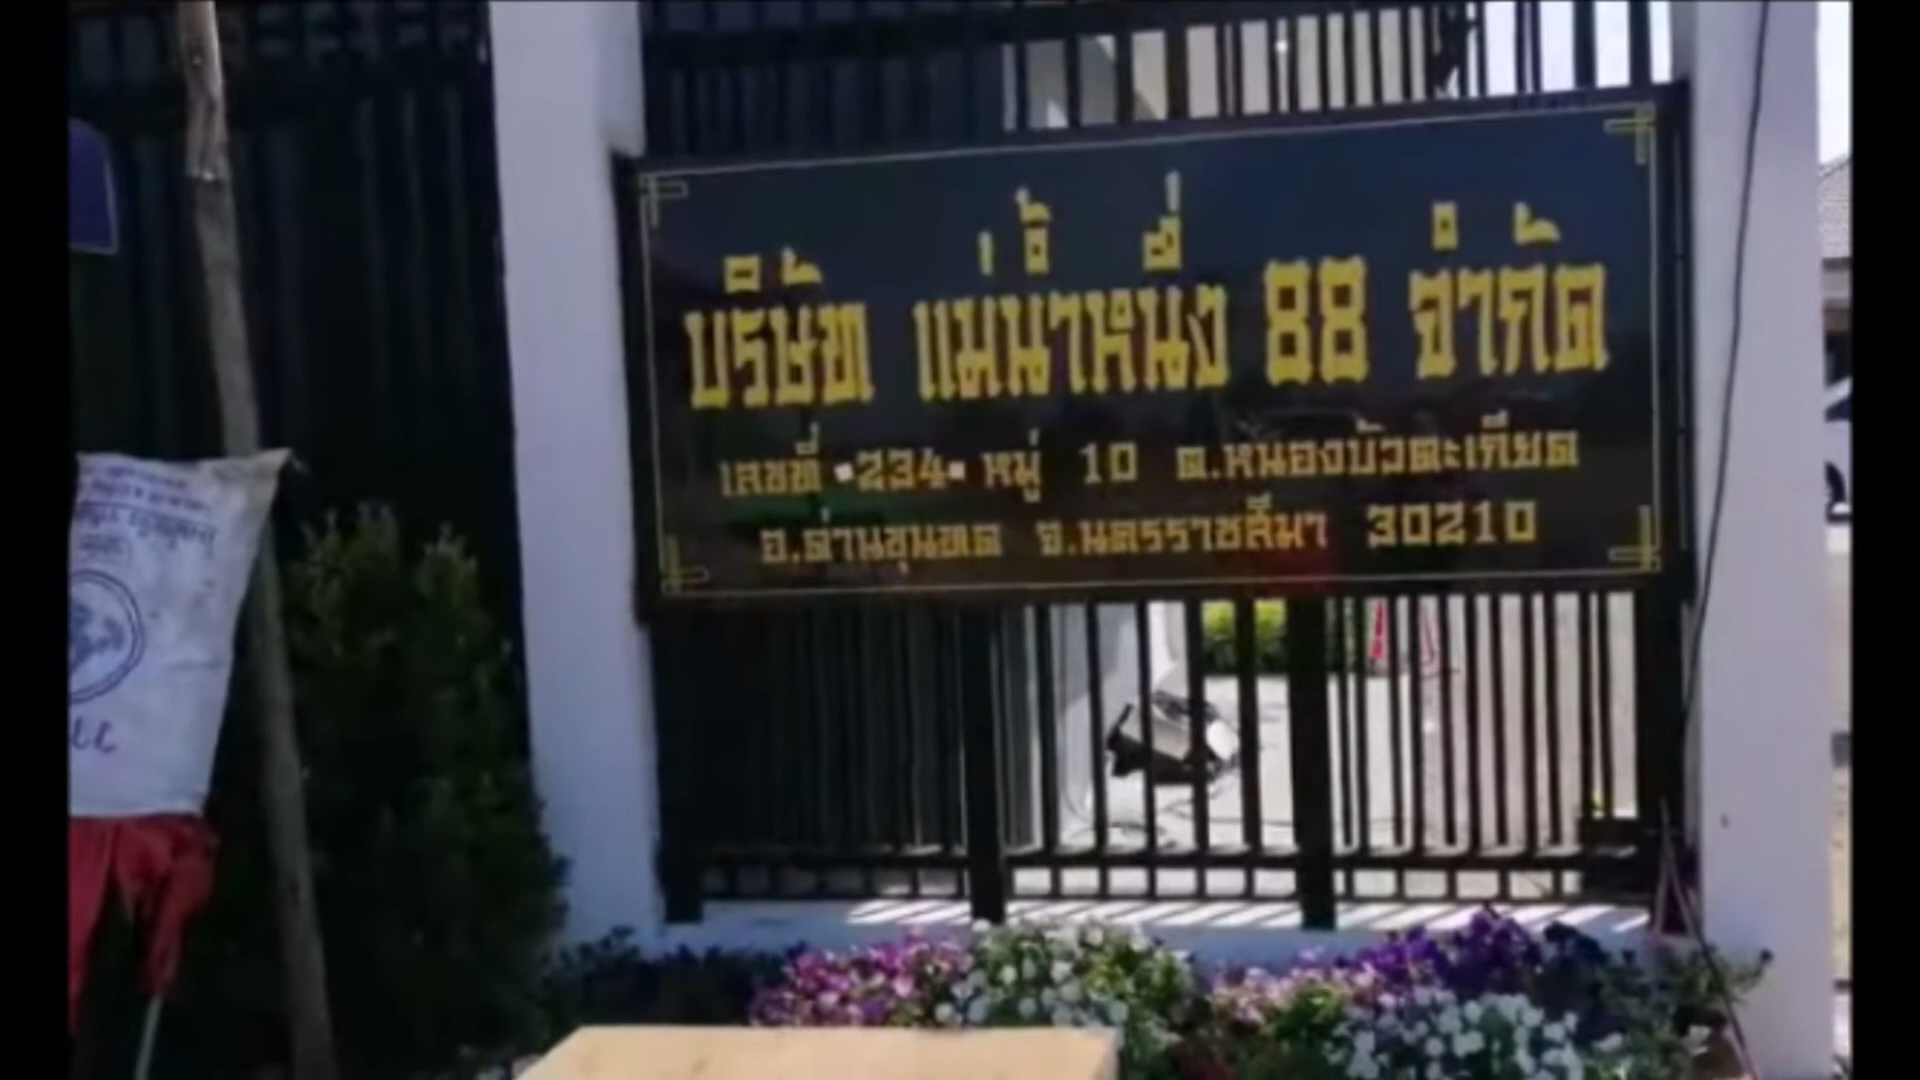 บริษัท แม่น้ำหนึ่ง 88 จำกัด
เลขที่ •234• หมู่ 10 ต.หนองบัวตะเกียด
อ.ด่านขุนทด จ.นครราชสีมา 30210